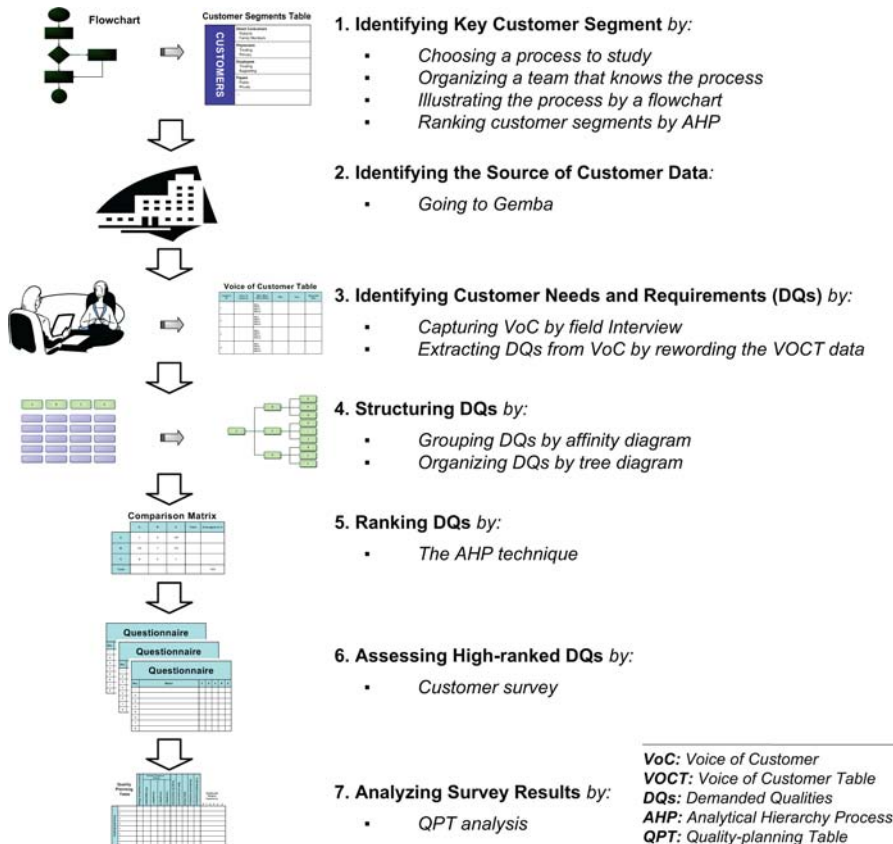 Flowchart
Customer Segments Table
CUSTOMERS
1. Identifying Key Customer Segment by:
▪ Choosing a process to study
▪ Organizing a team that knows the process
▪ Illustrating the process by a flowchart
▪ Ranking customer segments by AHP
2. Identifying the Source of Customer Data:
▪ Going to Gemba
Voice of Customer Table
3. Identifying Customer Needs and Requirements (DQs) by:
▪ Capturing VoC by field Interview
▪ Extracting DQs from VoC by rewording the VOCT data
4. Structuring DQs by:
▪ Grouping DQs by affinity diagram
▪ Organizing DQs by tree diagram
Comparison Matrix
5. Ranking DQs by:
▪ The AHP technique
Questionnaire
Questionnaire
Questionnaire
6. Assessing High-ranked DQs by:
▪ Customer survey
Quality
Planning
Table
7. Analyzing Survey Results by:
▪ QPT analysis
VoC: Voice of Customer
VOCT: Voice of Customer Table
DQs: Demanded Qualities
AHP: Analytical Hierarchy Process
QPT: Quality-planning Table